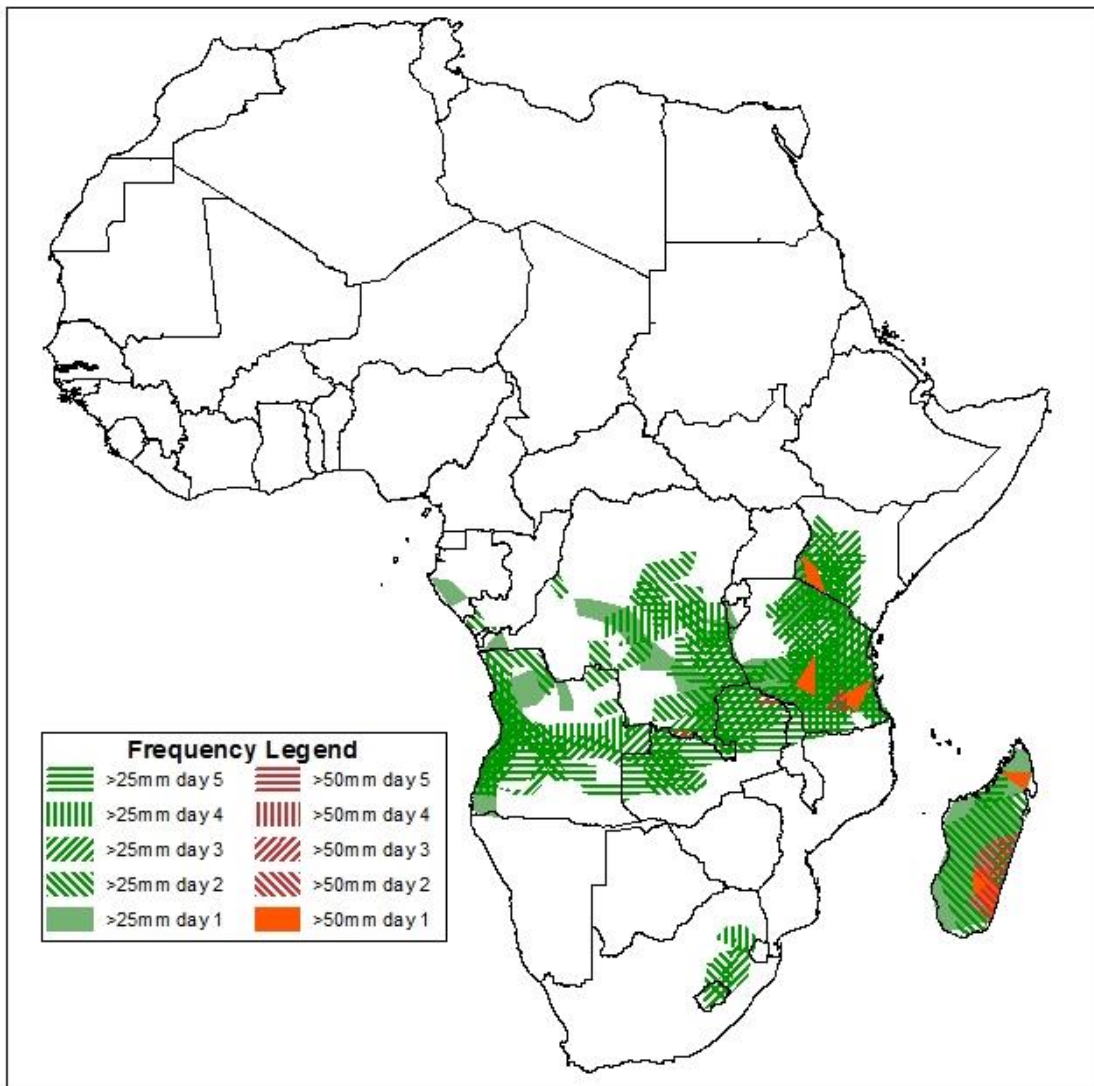 Frequency Legend
>25mm day 5 >50mm day 5
>25mm day 4 >50mm day 4
>25mm day 3 >50mm day 3
>25mm day 2 >50mm day 2
>25mm day 1 >50mm day 1